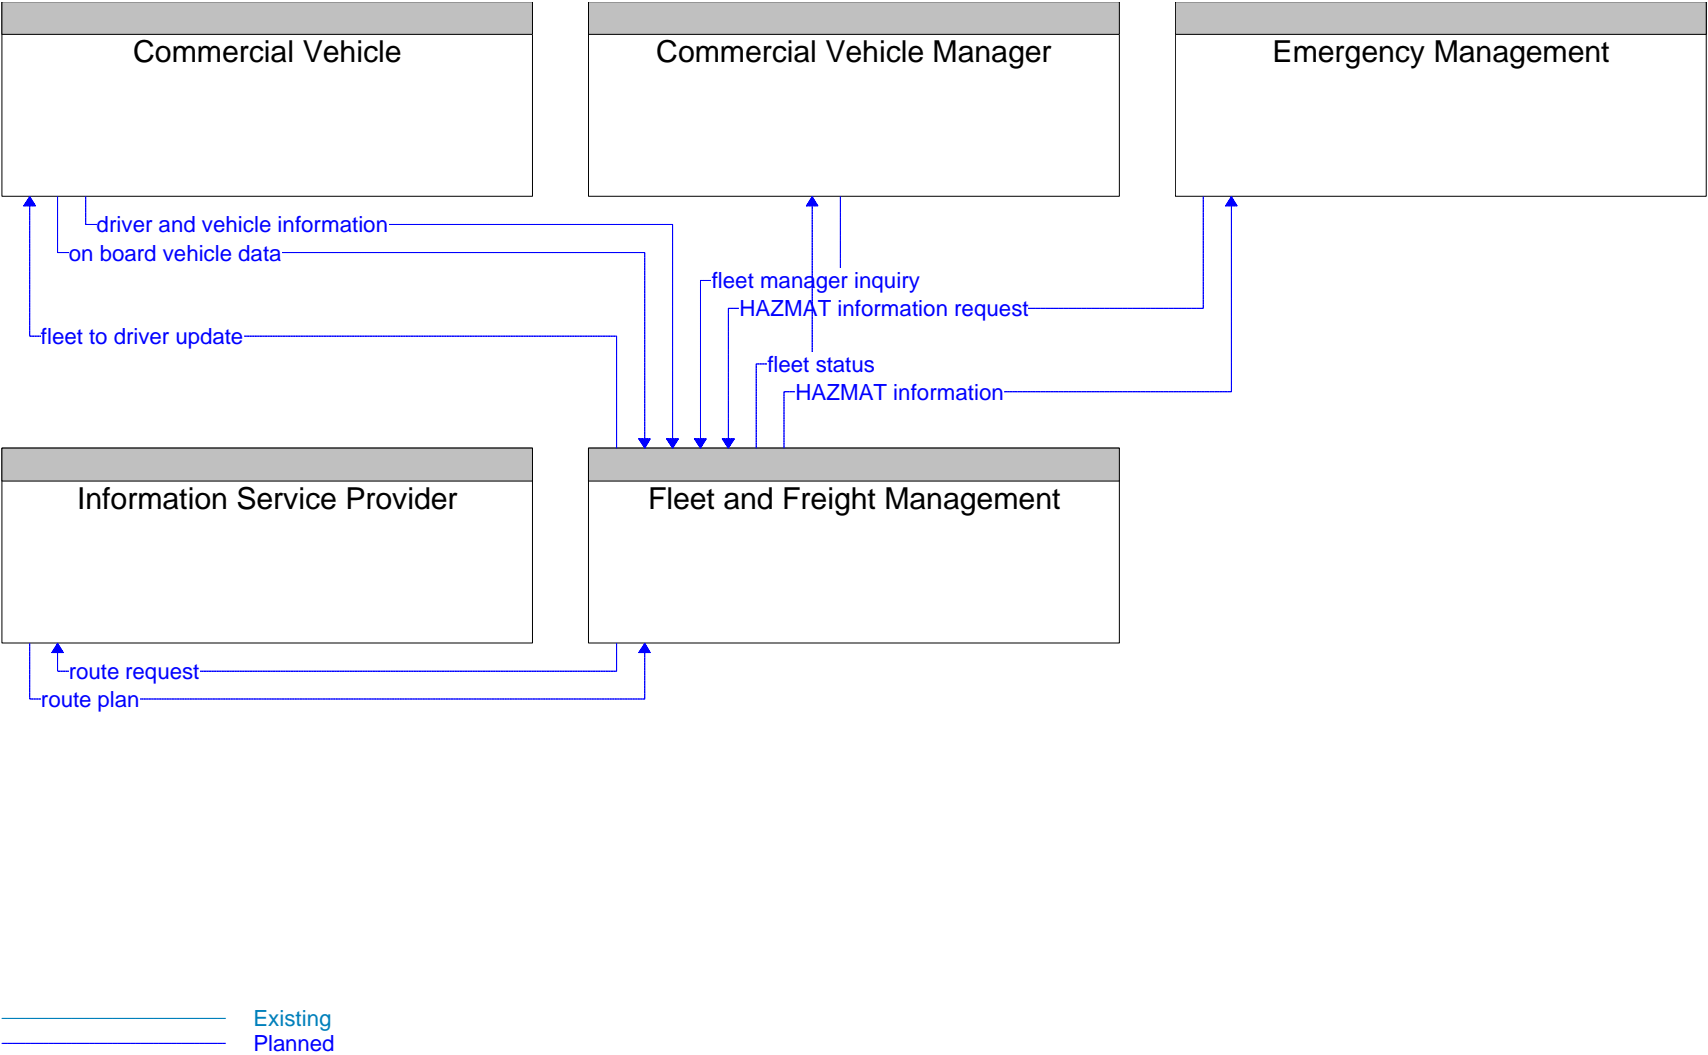 Commercial Vehicle
Commercial Vehicle Manager
Emergency Management
driver and vehicle information
on board vehicle data
fleet manager inquiry
HAZMAT information request
fleet to driver update
fleet status
HAZMAT information
Information Service Provider
Fleet and Freight Management
route request
route plan
Existing
Planned